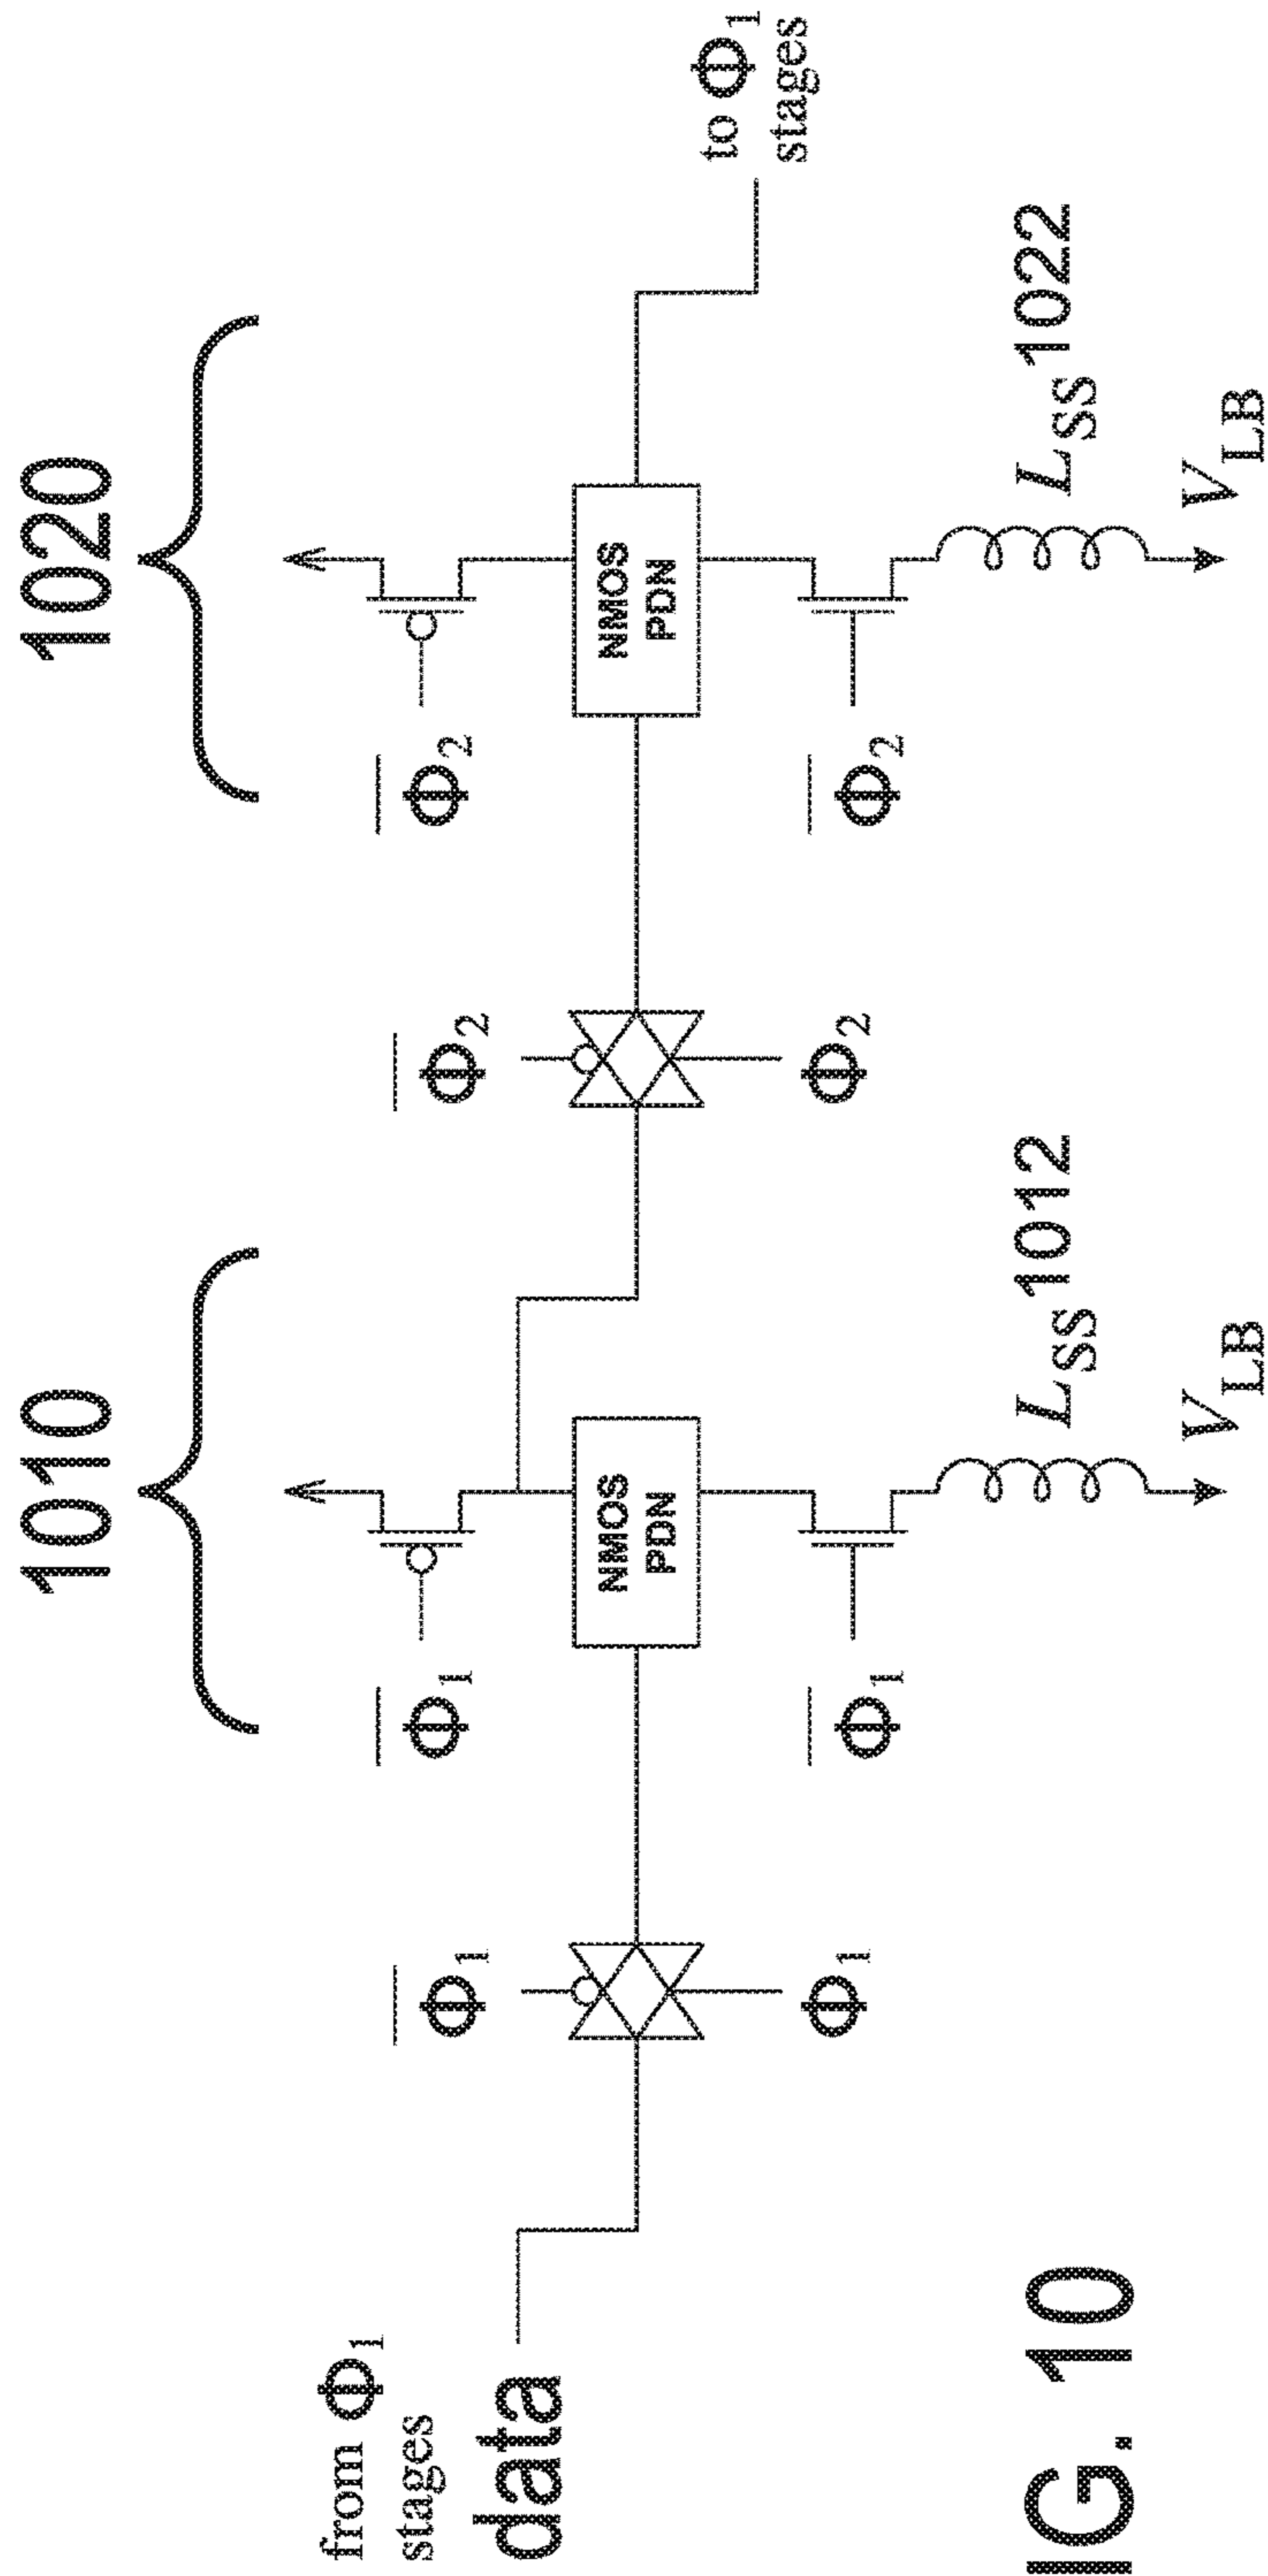 1010
1020
from Φ1
stages
data
Φ̅1
Φ1
Φ̅1
NMOS
PDN
Φ̅1
LSS 1012
VLB
Φ̅2
Φ2
Φ̅2
NMOS
PDN
Φ̅2
LSS 1022
VLB
to Φ1
stages
IG. 10